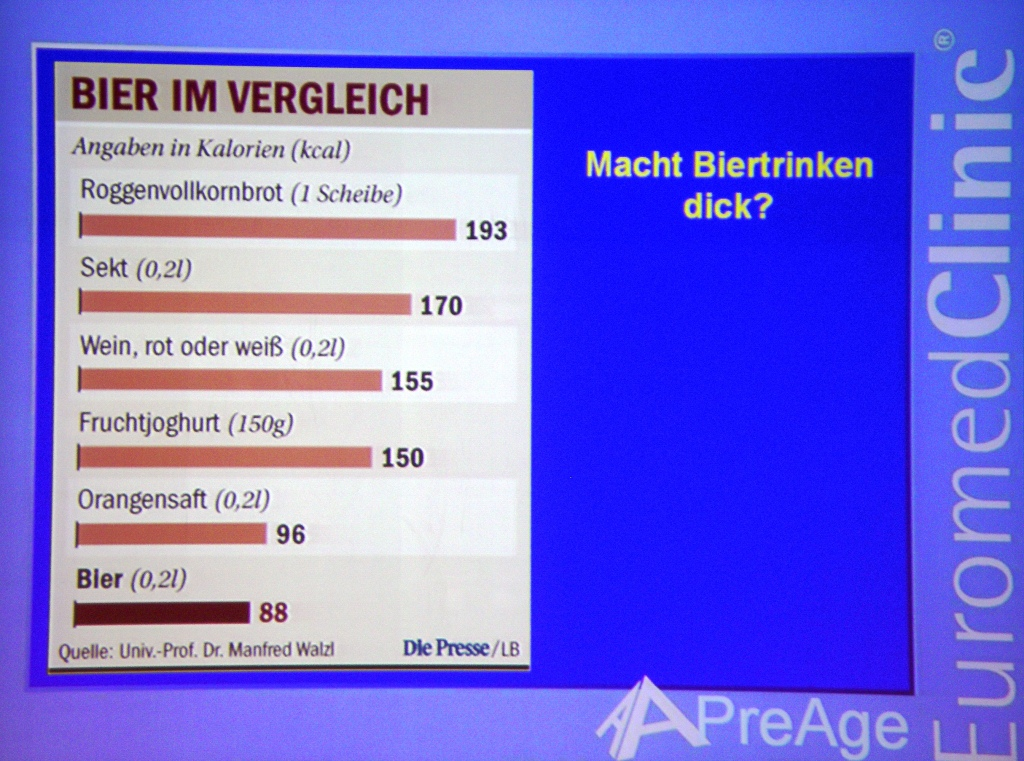 BIER IM VERGLEICH
Angaben in Kalorien (kcal)
Roggenvollkornbrot (1 Scheibe)
193
Sekt (0,2l)
170
Wein, rot oder weiß (0,2l)
155
Fruchtjoghurt (150g)
150
Orangensaft (0,2l)
96
Bier (0,2l)
88
Quelle: Univ.-Prof. Dr. Manfred Walzl
Die Presse/LB
Macht Biertrinken
dick?
EuromedClinic®
PreAge